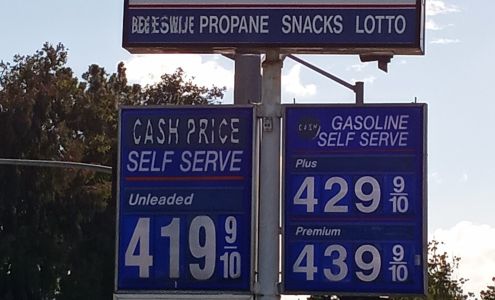 PROPANE SNACKS LOTTO
CASH PRICE
SELF SERVE
Unleaded
419 9/10
CASH
GASOLINE
SELF SERVE
Plus
429 9/10
Premium
439 9/10